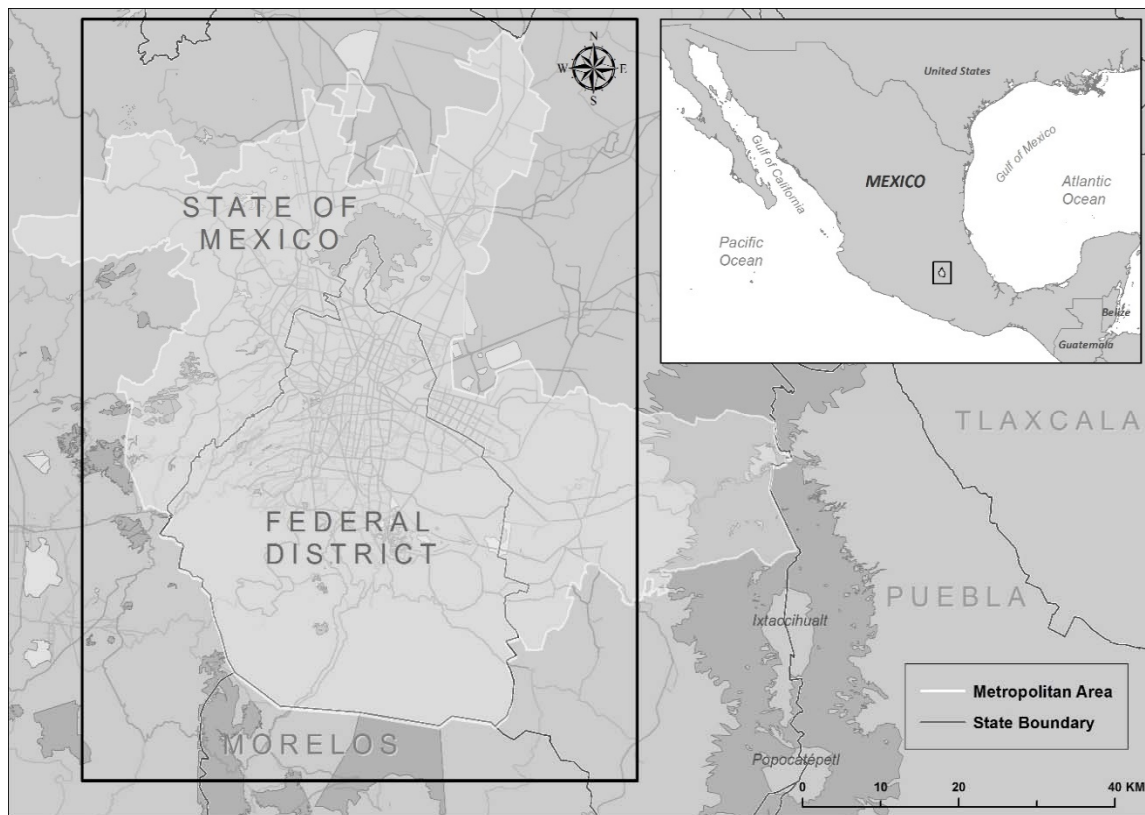 N
W E
S
STATE OF
MEXICO
FEDERAL
DISTRICT
MORELOS
United States
Gulf of California
MEXICO
Gulf of Mexico
Atlantic
Ocean
Pacific
Ocean
Belize
Guatemala
TLAXCALA
PUEBLA
Ixtaccihualt
Popocatépetl
Metropolitan Area
State Boundary
0 10 20 40 KM